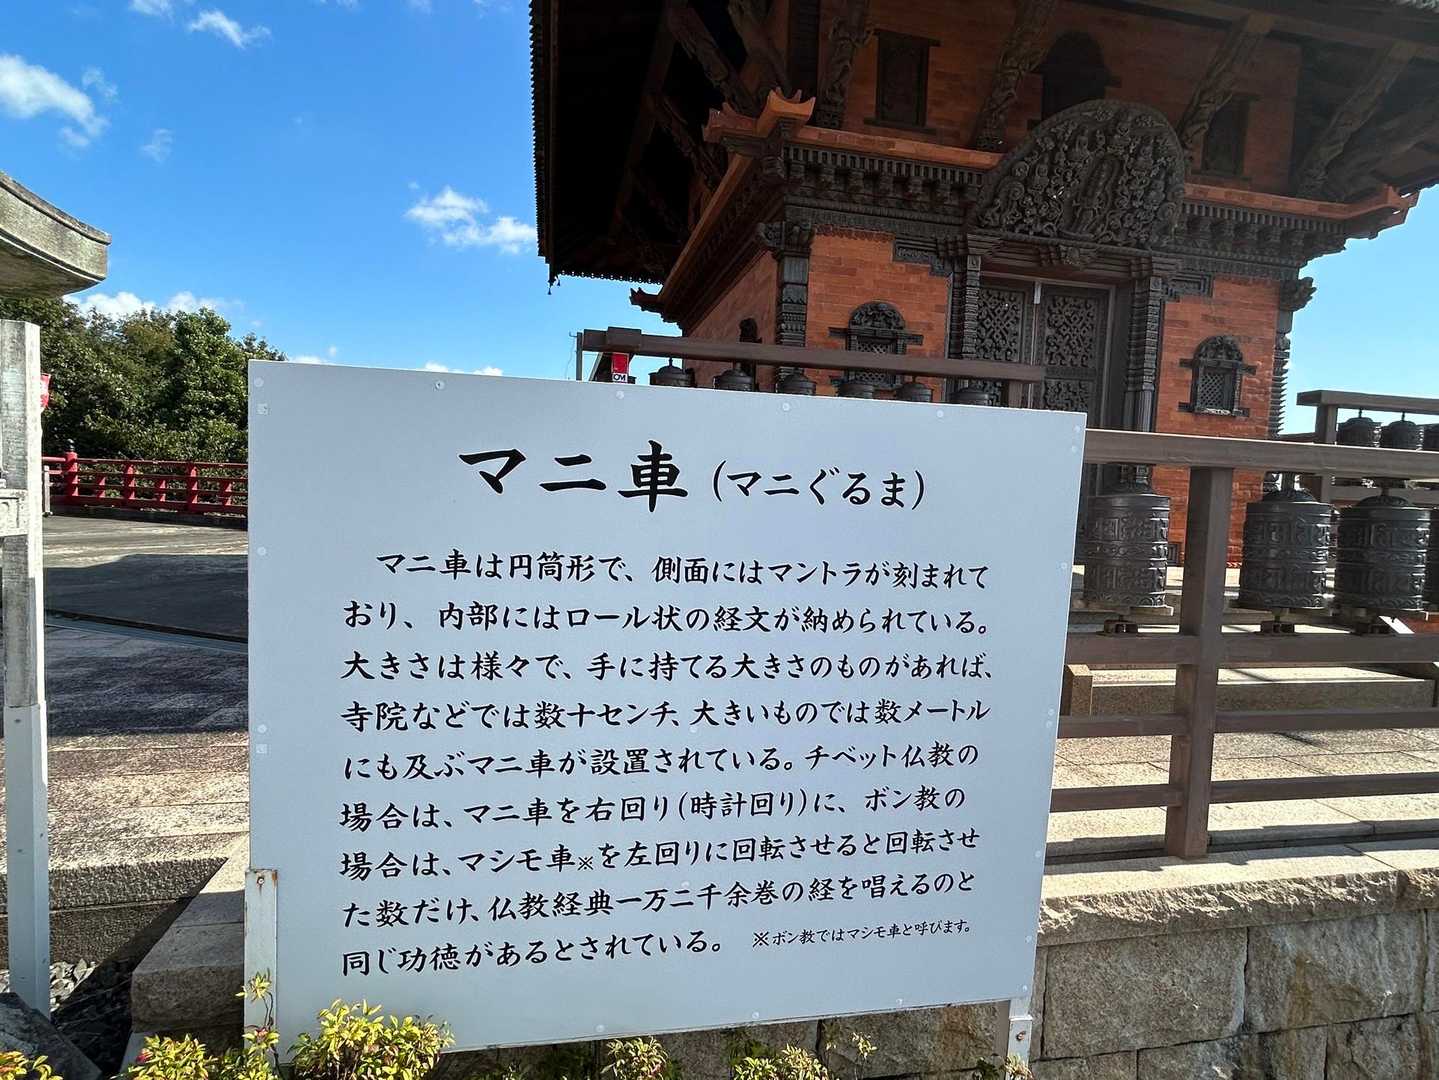 マニ車（マニぐるま）
マニ車は円筒形で、側面にはマントラが刻まれて
おり、内部にはロール状の経文が納められている。
大きさは様々で、手に持てる大きさのものがあれば、
寺院などでは数十センチ、大きいものでは数メートル
にも及ぶマニ車が設置されている。チベット仏教の
場合は、マニ車を右回り（時計回り）に、ボン教の
場合は、マシモ車※を左回りに回転させると回転させ
た数だけ、仏教経典一万二千余巻の経を唱えるのと
同じ功徳があるとされている。 ※ボン教ではマシモ車と呼びます。